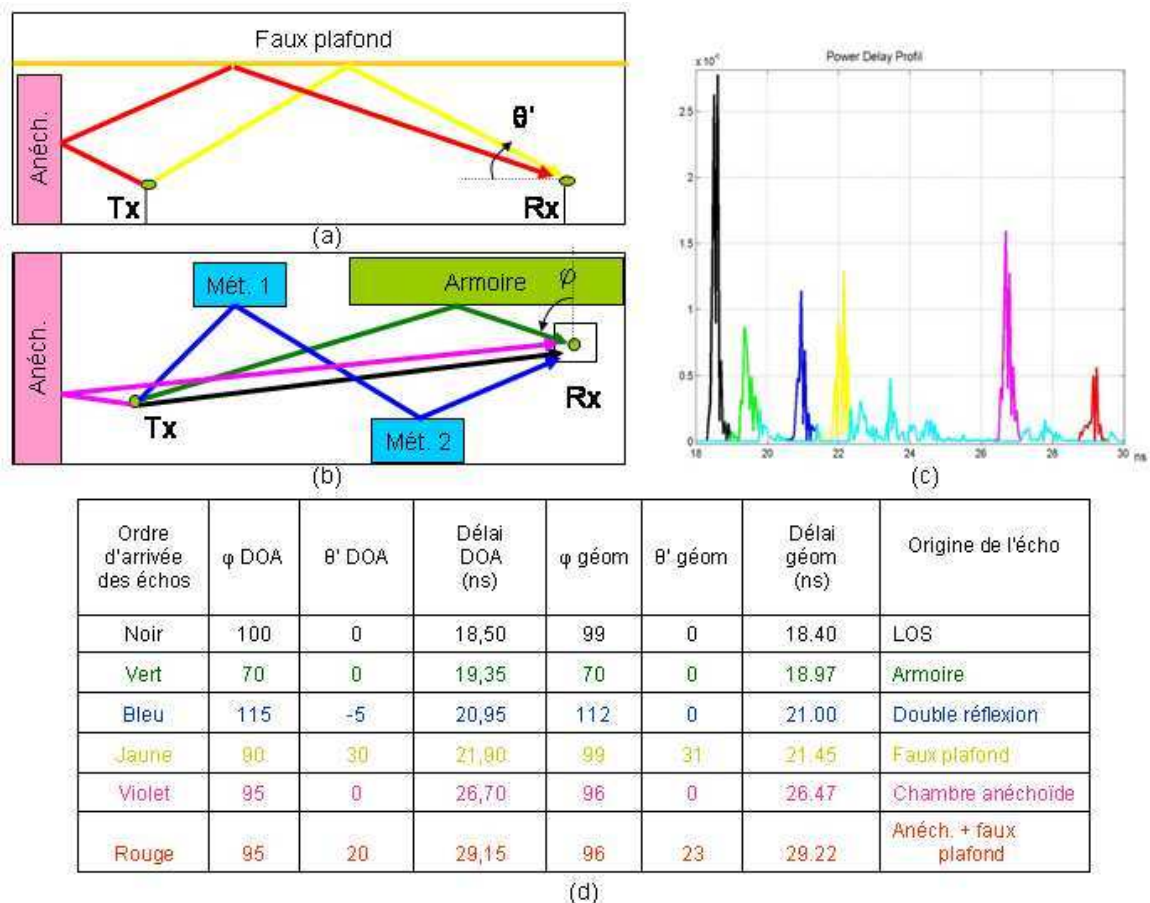 Faux plafond
Anéch.
θ'
Tx
Rx
(a)
Anéch.
Mét. 1
Armoire
φ
Rx
Tx
Mét. 2
(b)
Power Delay Profil
2.5
2
1.5
1
0.5
0
18 20 22 24 26 28 30 ns
(c)
Ordre d'arrivée des échos | φ DOA | θ' DOA | Délai DOA (ns) | φ géom | θ' géom | Délai géom (ns) | Origine de l'écho
Noir 100 0 18,50 99 0 18.40 LOS
Vert 70 0 19,35 70 0 18.97 Armoire
Bleu 115 -5 20,95 112 0 21.00 Double réflexion
Jaune 90 30 21,90 99 31 21.45 Faux plafond
Violet 95 0 26,70 96 0 26.47 Chambre anéchoïde
Rouge 95 20 29,15 96 23 29.22 Anéch. + faux plafond
(d)